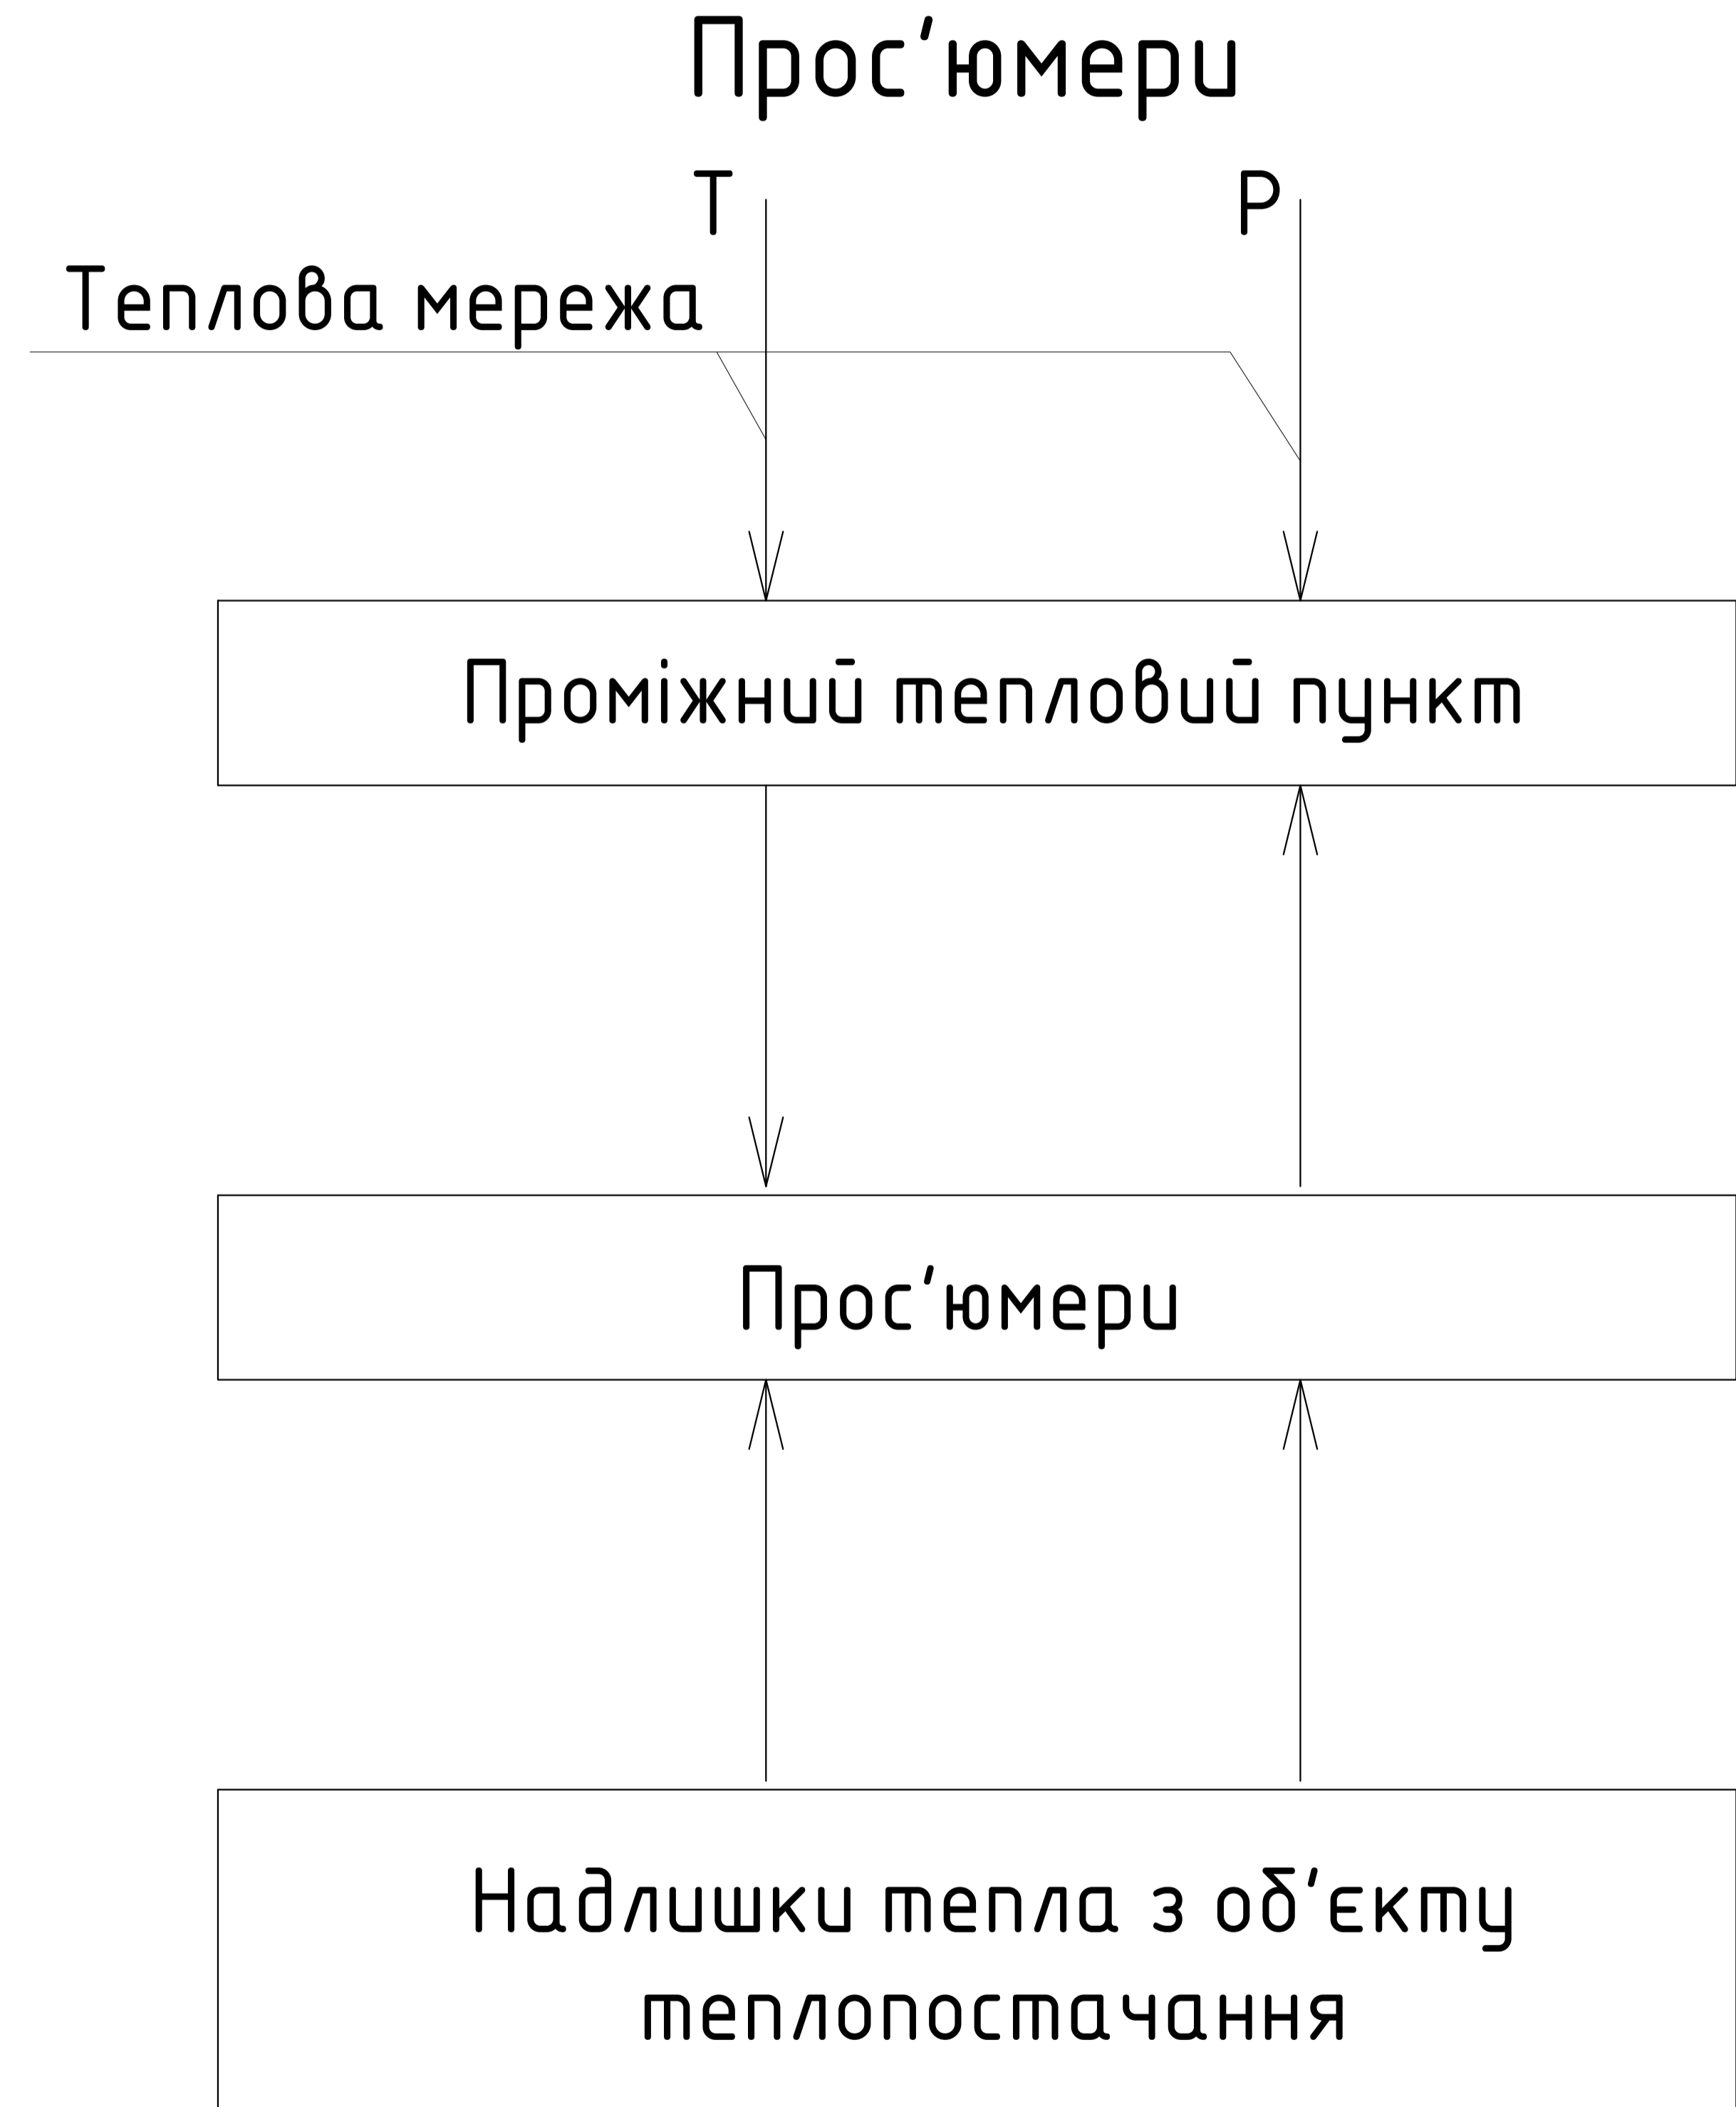 Прос'юмери
Т Р
Теплова мережа
Проміжний тепловий пункт
Прос'юмери
Надлишки тепла з об'єкту
теплопостачання